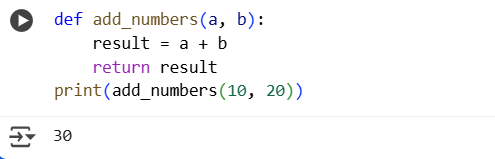 def add_numbers(a, b):
    result = a + b
    return result
print(add_numbers(10, 20))
30